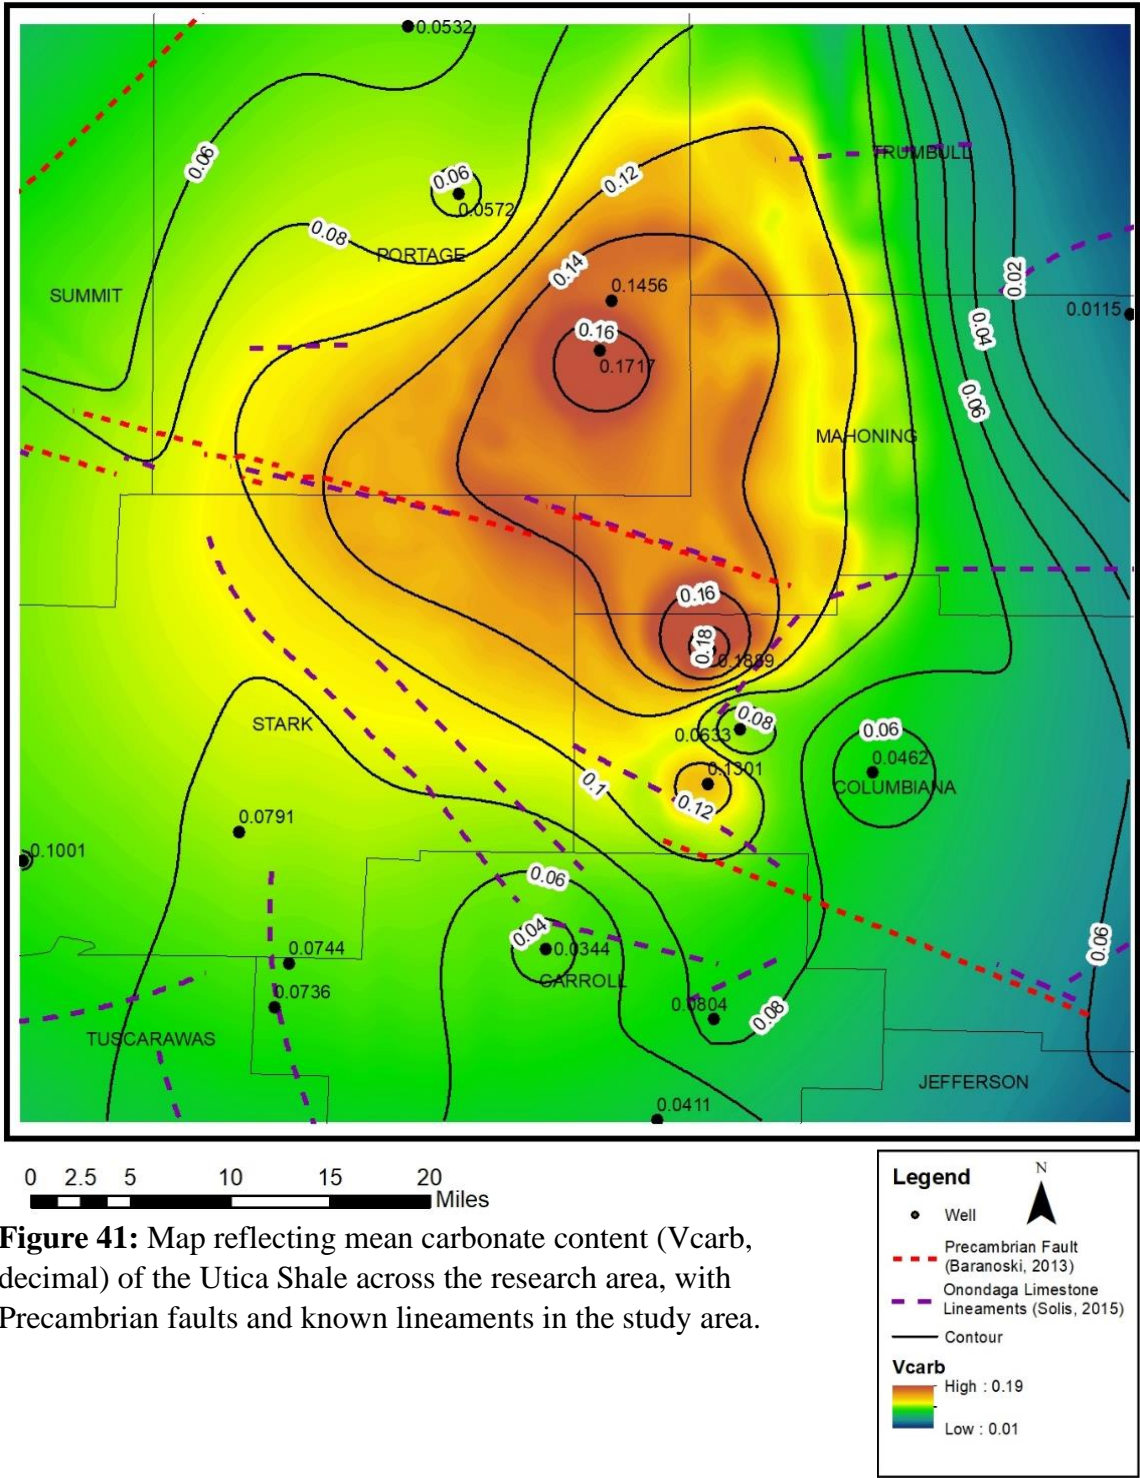 0.0532
0.06
TRUMBULL
0.12
0.06
0.0572
0.08
PORTAGE
0.14
0.02
SUMMIT
0.1456
0.0115
0.16
0.04
0.1717
0.06
MAHONING
0.16
0.18
0.1889
0.08
STARK
0.0633
0.06
0.0462
0.1301
0.1
COLUMBIANA
0.12
0.0791
0.1001
0.06
0.04
0.06
0.0744
0.0344
CARROLL
0.0736
0.0804
0.08
TUSCARAWAS
JEFFERSON
0.0411
0 2.5 5 10 15 20
Miles
Figure 41: Map reflecting mean carbonate content (Vcarb,
decimal) of the Utica Shale across the research area, with
Precambrian faults and known lineaments in the study area.
Legend
N
Well
Precambrian Fault
(Baranoski, 2013)
Onondaga Limestone
Lineaments (Solis, 2015)
Contour
Vcarb
High : 0.19
Low : 0.01